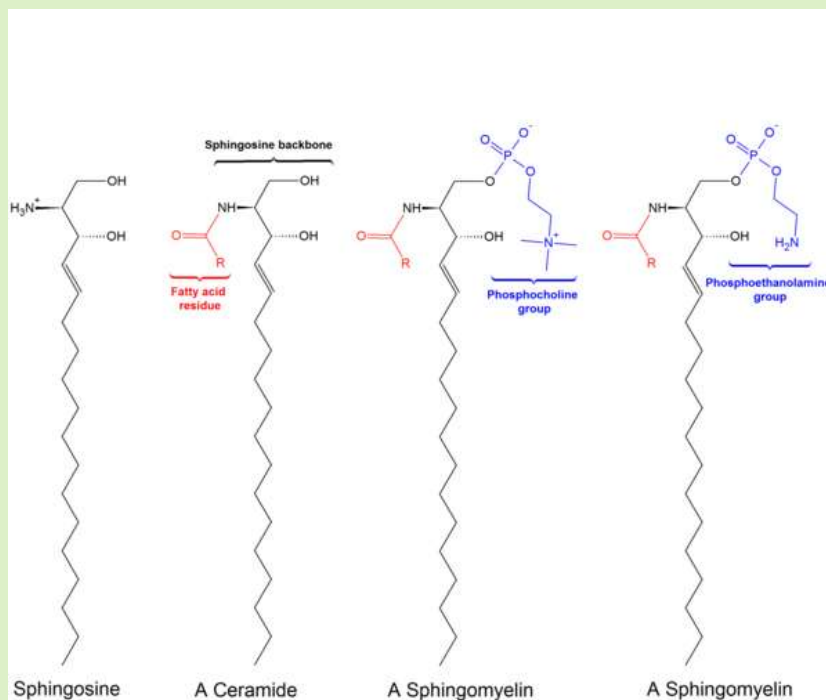 Sphingosine backbone
H3N+
OH
OH
NH
OH
OH
O
R
Fatty acid
residue
O
O-
P
O
O
NH
OH
O
R
N+
Phosphocholine
group
O
O-
P
O
O
NH
OH
O
R
H2N
Phosphoethanolamine
group
Sphingosine
A Ceramide
A Sphingomyelin
A Sphingomyelin